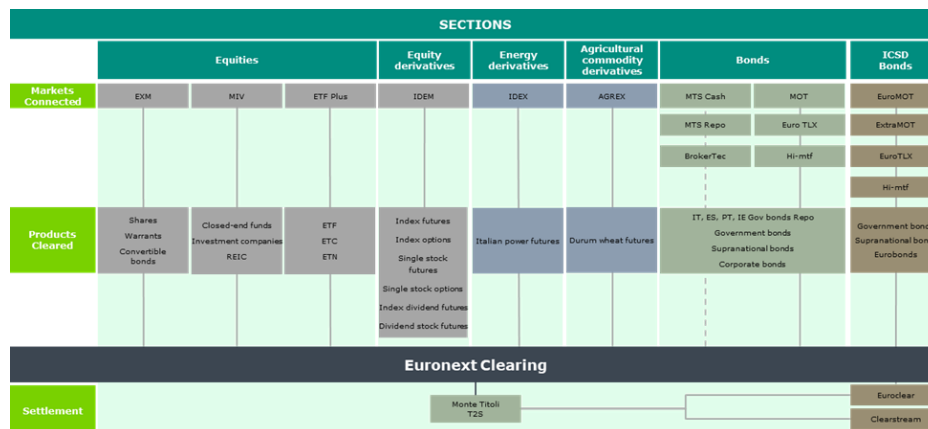 SECTIONS
Equities
Equity
derivatives
Energy
derivatives
Agricultural
commodity
derivatives
Bonds
ICSD
Bonds
Markets
Connected
EXM
MIV
ETF Plus
IDEM
IDEX
AGREX
MTS Cash
MOT
EuroMOT
MTS Repo
Euro TLX
ExtraMOT
BrokerTec
Hi-mtf
EuroTLX
Hi-mtf
Products
Cleared
Shares
Warrants
Convertible
bonds
Closed-end funds
Investment companies
REIC
ETF
ETC
ETN
Index futures
Index options
Single stock
futures
Single stock options
Index dividend futures
Dividend stock futures
Italian power futures
Durum wheat futures
IT, ES, PT, IE Gov bonds Repo
Government bonds
Supranational bonds
Corporate bonds
Government bond
Supranational bon
Eurobonds
Euronext Clearing
Settlement
Monte Titoli
T2S
Euroclear
Clearstream